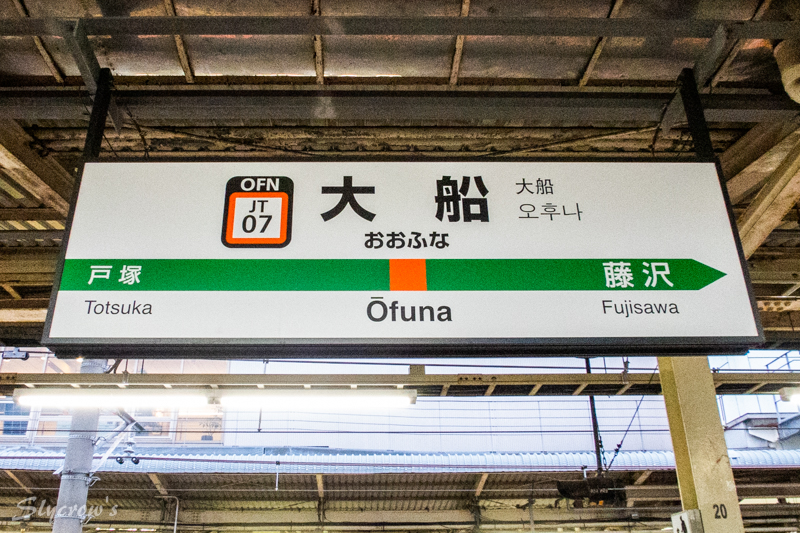 OFN
JT
07
大船
大船
오후나
おおふな
戸塚
藤沢
Totsuka
Ōfuna
Fujisawa
20
Slycrow's